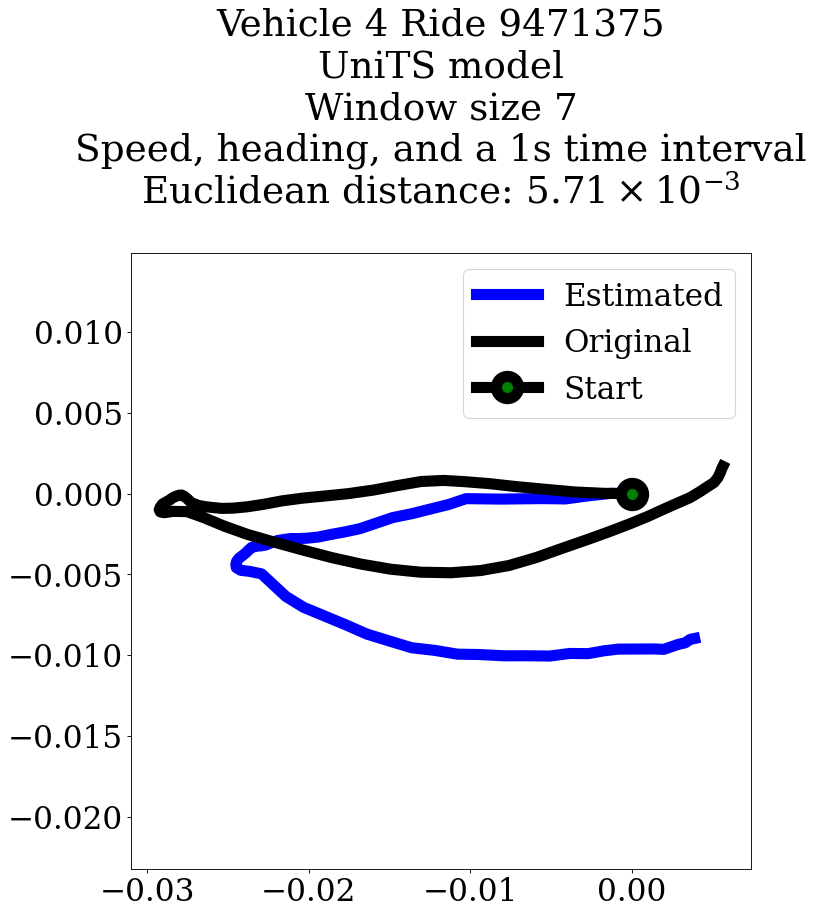 Vehicle 4 Ride 9471375
UniTS model
Window size 7
Speed, heading, and a 1s time interval
Euclidean distance: 5.71 × 10⁻³
Estimated
Original
Start
0.010
0.005
0.000
−0.005
−0.010
−0.015
−0.020
−0.03 −0.02 −0.01 0.00